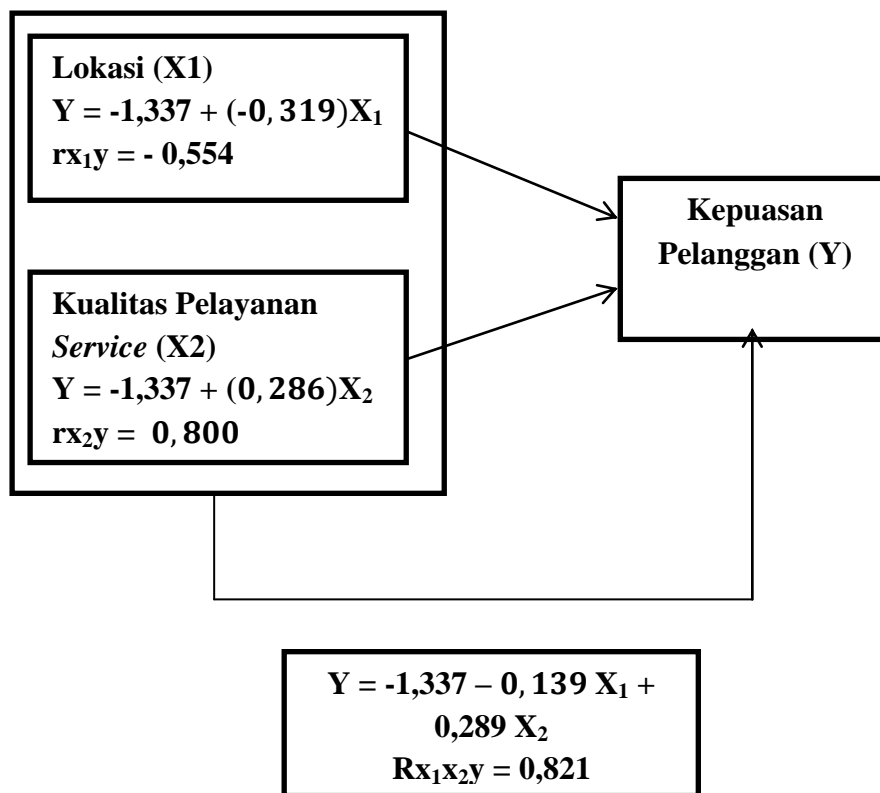 Lokasi (X1)
Y = -1,337 + (-0,319)X₁
rx₁y = - 0,554
Kualitas Pelayanan
Service (X2)
Y = -1,337 + (0,286)X₂
rx₂y = 0,800
Kepuasan
Pelanggan (Y)
Y = -1,337 – 0,139 X₁ +
0,289 X₂
Rx₁x₂y = 0,821